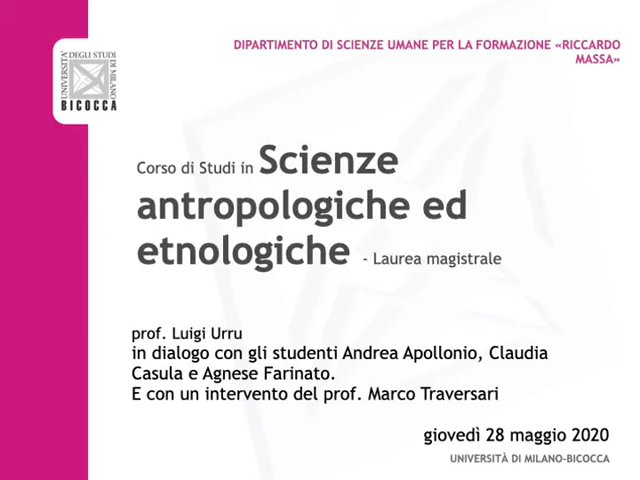 UNIVERSITÀ
DEGLI STUDI
DI MILANO
BICOCCA
DIPARTIMENTO DI SCIENZE UMANE PER LA FORMAZIONE «RICCARDO
MASSA»
Corso di Studi in Scienze
antropologiche ed
etnologiche - Laurea magistrale
prof. Luigi Urru
in dialogo con gli studenti Andrea Apollonio, Claudia
Casula e Agnese Farinato.
E con un intervento del prof. Marco Traversari
giovedì 28 maggio 2020
UNIVERSITÀ DI MILANO-BICOCCA